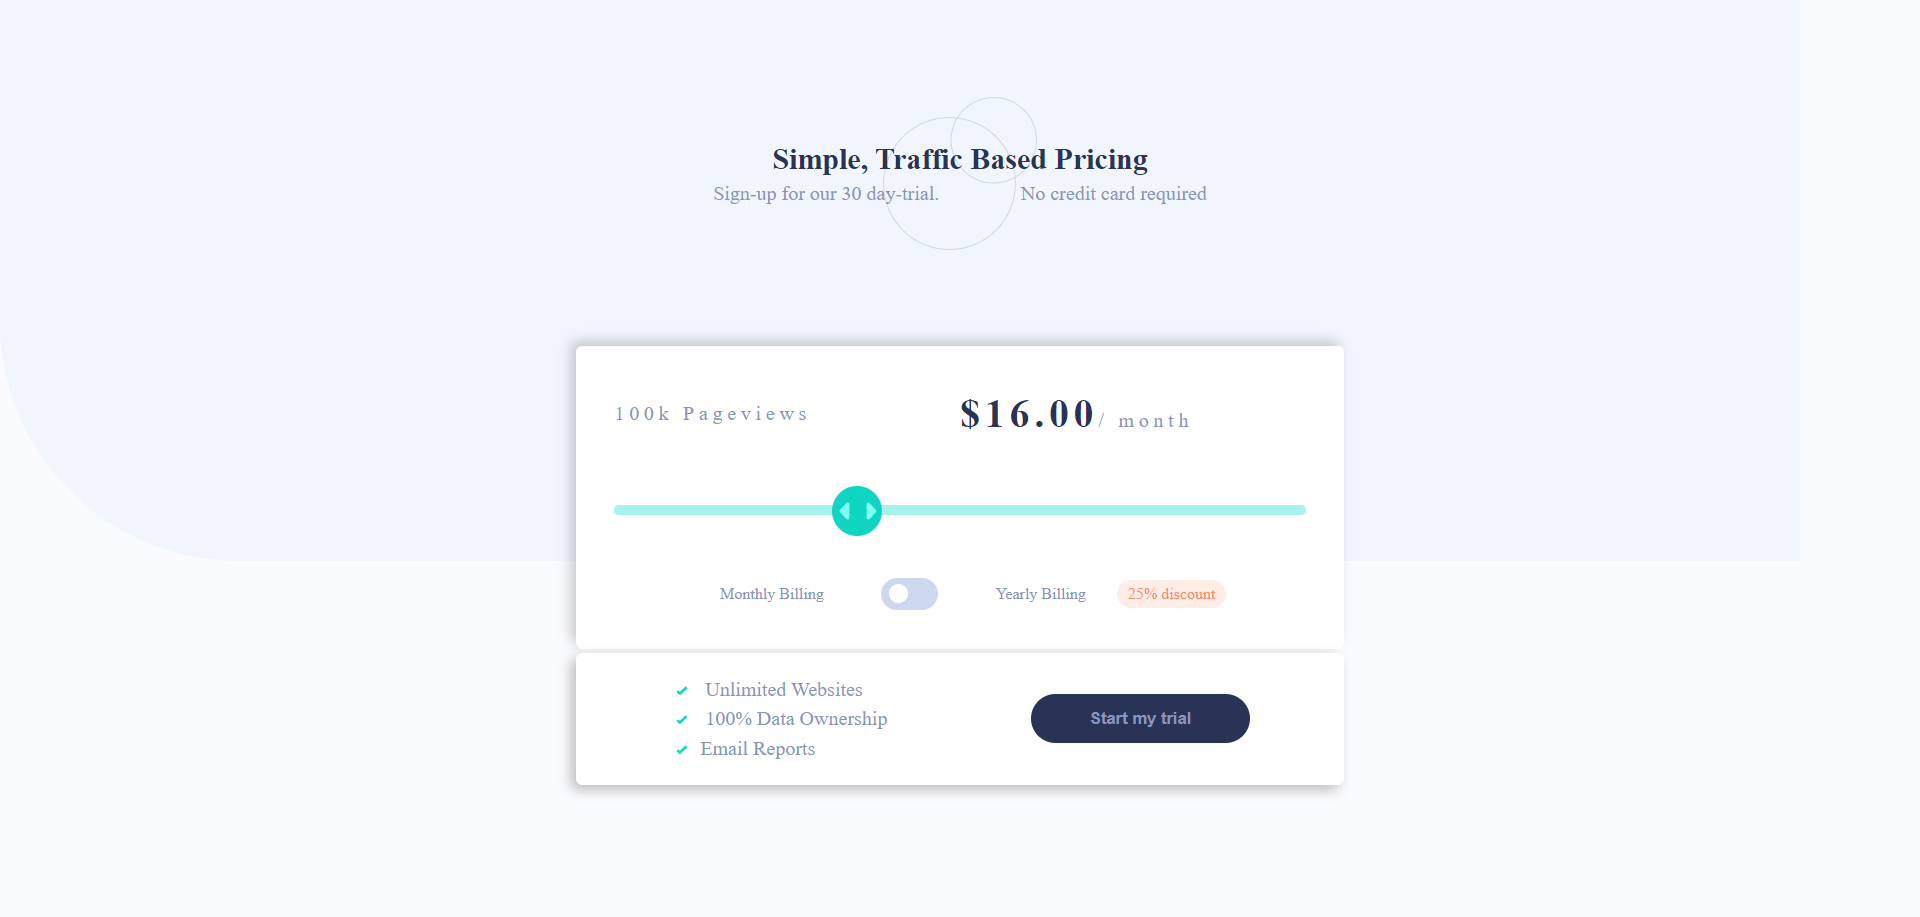 Simple, Traffic Based Pricing
Sign-up for our 30 day-trial. No credit card required
100k Pageviews
$16.00/ month
Monthly Billing
Yearly Billing
25% discount
Unlimited Websites
100% Data Ownership
Email Reports
Start my trial